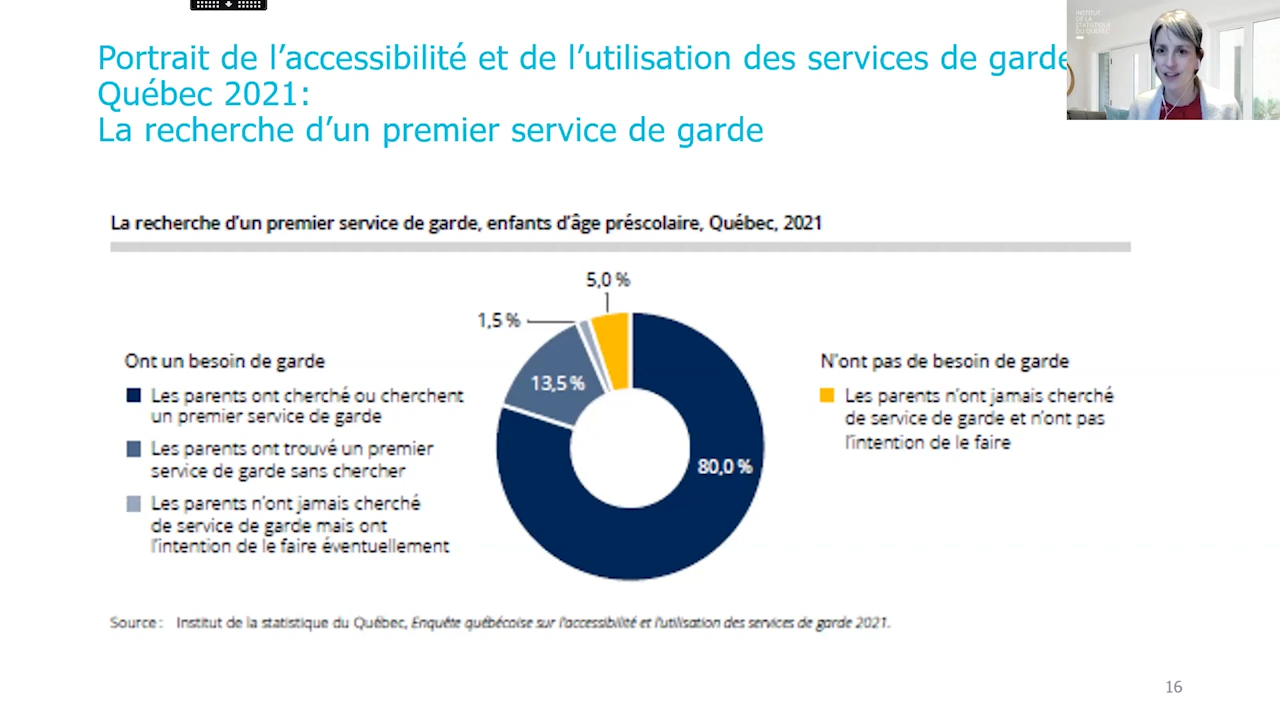 Portrait de l’accessibilité et de l’utilisation des services de garde
Québec 2021:
La recherche d’un premier service de garde
INSTITUT
DE LA
STATISTIQUE
DU QUÉBEC
La recherche d’un premier service de garde, enfants d’âge préscolaire, Québec, 2021
5,0 %
1,5 %
13,5 %
80,0 %
Ont un besoin de garde
Les parents ont cherché ou cherchent
un premier service de garde
Les parents ont trouvé un premier
service de garde sans chercher
Les parents n’ont jamais cherché
de service de garde mais ont
l’intention de le faire éventuellement
N’ont pas de besoin de garde
Les parents n’ont jamais cherché
de service de garde et n’ont pas
l’intention de le faire
Source : Institut de la statistique du Québec, Enquête québécoise sur l’accessibilité et l’utilisation des services de garde 2021.
16